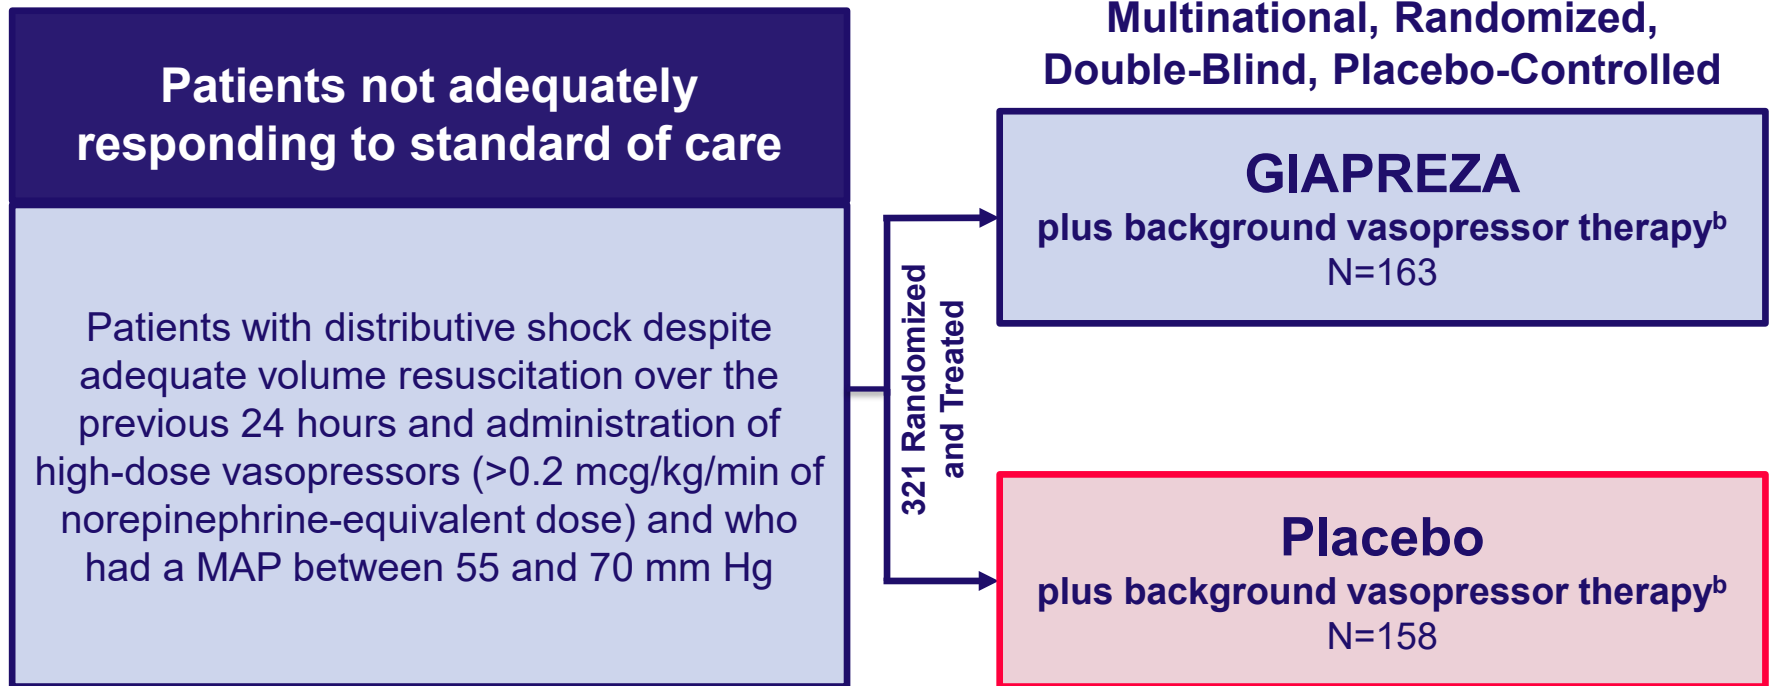 Patients not adequately
responding to standard of care
Patients with distributive shock despite
adequate volume resuscitation over the
previous 24 hours and administration of
high-dose vasopressors (>0.2 mcg/kg/min of
norepinephrine-equivalent dose) and who
had a MAP between 55 and 70 mm Hg
321 Randomized
and Treated
Multinational, Randomized,
Double-Blind, Placebo-Controlled
GIAPREZA
plus background vasopressor therapyᵇ
N=163
Placebo
plus background vasopressor therapyᵇ
N=158